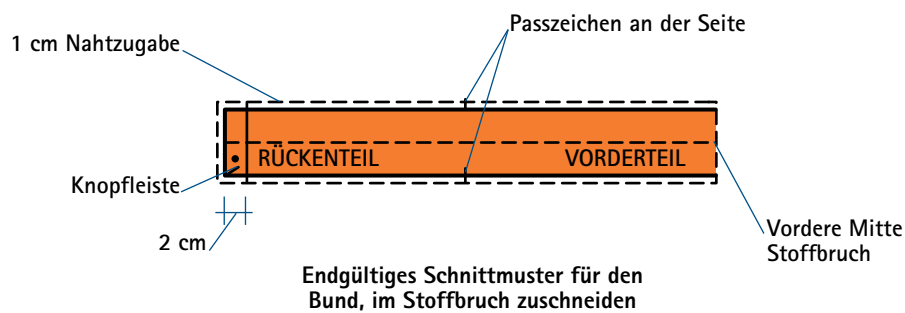 Passzeichen an der Seite
1 cm Nahtzugabe
RÜCKENTEIL
VORDERTEIL
Knopfleiste
2 cm
Vordere Mitte
Stoffbruch
Endgültiges Schnittmuster für den
Bund, im Stoffbruch zuschneiden